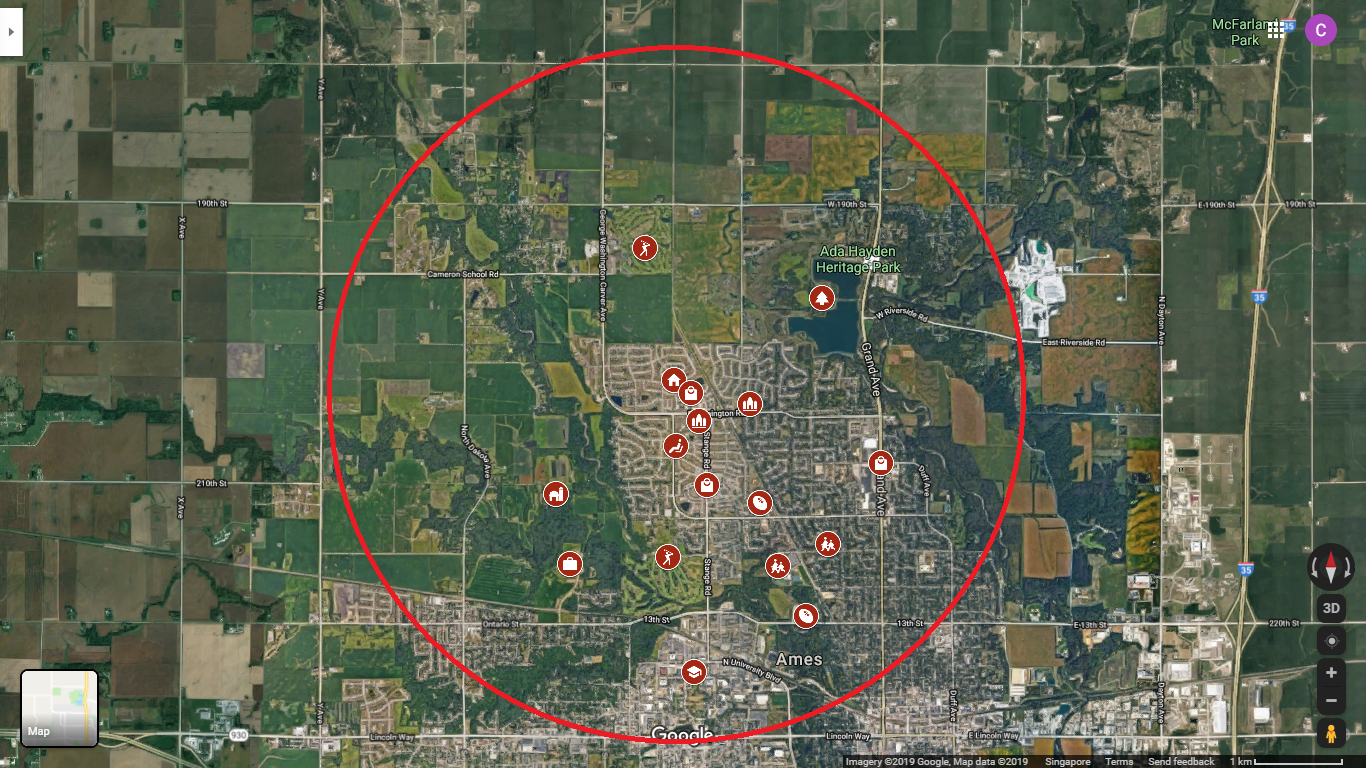 McFarland
Park
35
C
Y Ave
190th St
W 190th St
E 190th St
190th St
X Ave
George Washington Carver Ave
Ada Hayden
Heritage Park
Cameron School Rd
Y Ave
35
N Dayton Ave
W Riverside Rd
East Riverside Rd
Grand Ave
Stange Rd
North Dakota Ave
Duff Ave
210th St
X Ave
35
Stange Rd
3D
13th St
Ontario St
13th St
E 13th St
220th St
Ames
N University Blvd
Duff Ave
Dayton Ave
Y Ave
Map
930
Lincoln Way
Google
Lincoln Way
E Lincoln Way
Imagery ©2019 Google, Map data ©2019
Singapore
Terms
Send feedback
1 km